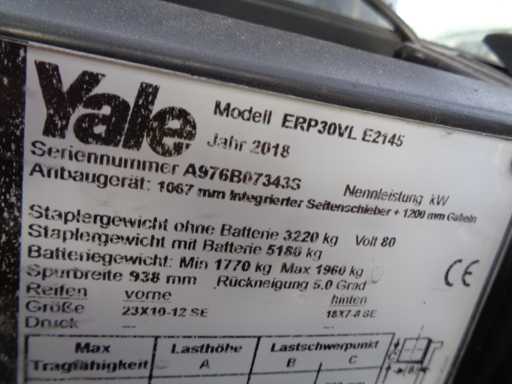 Yale
Modell ERP30VL E2145
Jahr 2018
Seriennummer A976B07343S
Nennleistung kW
Anbaugerät: 1067 mm Integrierter Seitenschieber + 1200 mm Gabeln
Staplergewicht ohne Batterie 3220 kg Volt 80
Staplergewicht mit Batterie 5180 kg
Batteriegewicht: Min 1770 kg Max 1960 kg
Spurbreite 938 mm Rückneigung 5.0 Grad
CE
Reifen vorne hinten
Größe 23X10-12 SE 18X7-8 SE
Druck --- ---
Max Lasthöhe Lastschwerpunkt
Tragfähigkeit A B C